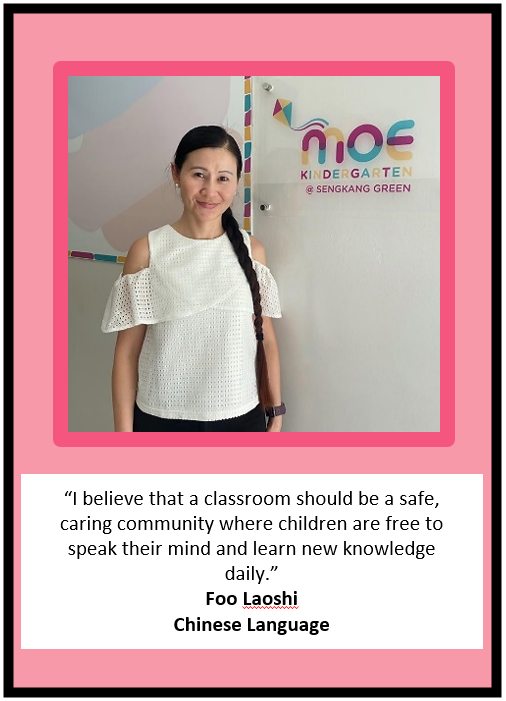 MOE
KINDERGARTEN
@ SENGKANG GREEN
“I believe that a classroom should be a safe,
caring community where children are free to
speak their mind and learn new knowledge
daily.”
Foo Laoshi
Chinese Language